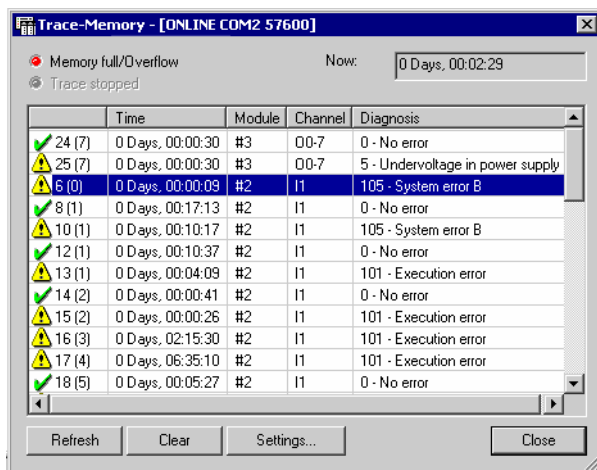 Trace-Memory - [ONLINE COM2 57600]
Memory full/Overflow Now: 0 Days, 00:02:29
Trace stopped
Time Module Channel Diagnosis
24 (7) 0 Days, 00:00:30 #3 O0-7 0 - No error
25 (7) 0 Days, 00:00:30 #3 O0-7 5 - Undervoltage in power supply
6 (0) 0 Days, 00:00:09 #2 I1 105 - System error B
8 (1) 0 Days, 00:17:13 #2 I1 0 - No error
10 (1) 0 Days, 00:10:17 #2 I1 105 - System error B
12 (1) 0 Days, 00:10:37 #2 I1 0 - No error
13 (1) 0 Days, 00:04:09 #2 I1 101 - Execution error
14 (2) 0 Days, 00:00:41 #2 I1 0 - No error
15 (2) 0 Days, 00:00:26 #2 I1 101 - Execution error
16 (3) 0 Days, 02:15:30 #2 I1 101 - Execution error
17 (4) 0 Days, 06:35:10 #2 I1 101 - Execution error
18 (5) 0 Days, 00:05:27 #2 I1 0 - No error
Refresh Clear Settings... Close